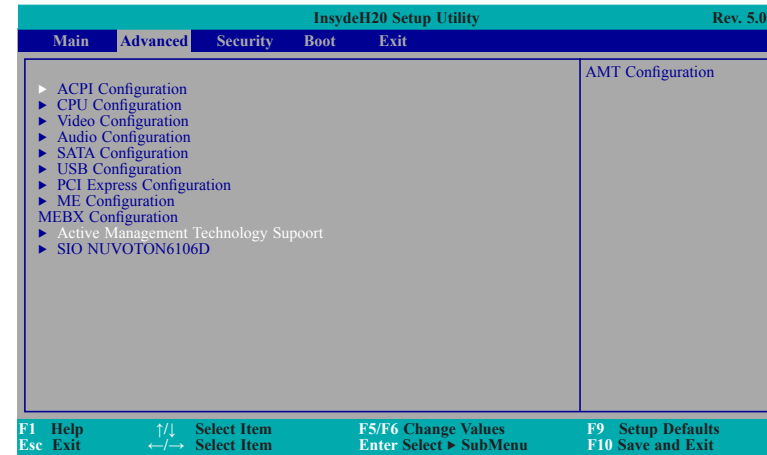 InsydeH20 Setup Utility Rev. 5.0
Main Advanced Security Boot Exit
AMT Configuration
► ACPI Configuration
► CPU Configuration
► Video Configuration
► Audio Configuration
► SATA Configuration
► USB Configuration
► PCI Express Configuration
► ME Configuration
MEBX Configuration
► Active Management Technology Supoort
► SIO NUVOTON6106D
F1 Help ↑/↓ Select Item F5/F6 Change Values F9 Setup Defaults
Esc Exit ←/→ Select Item Enter Select ► SubMenu F10 Save and Exit